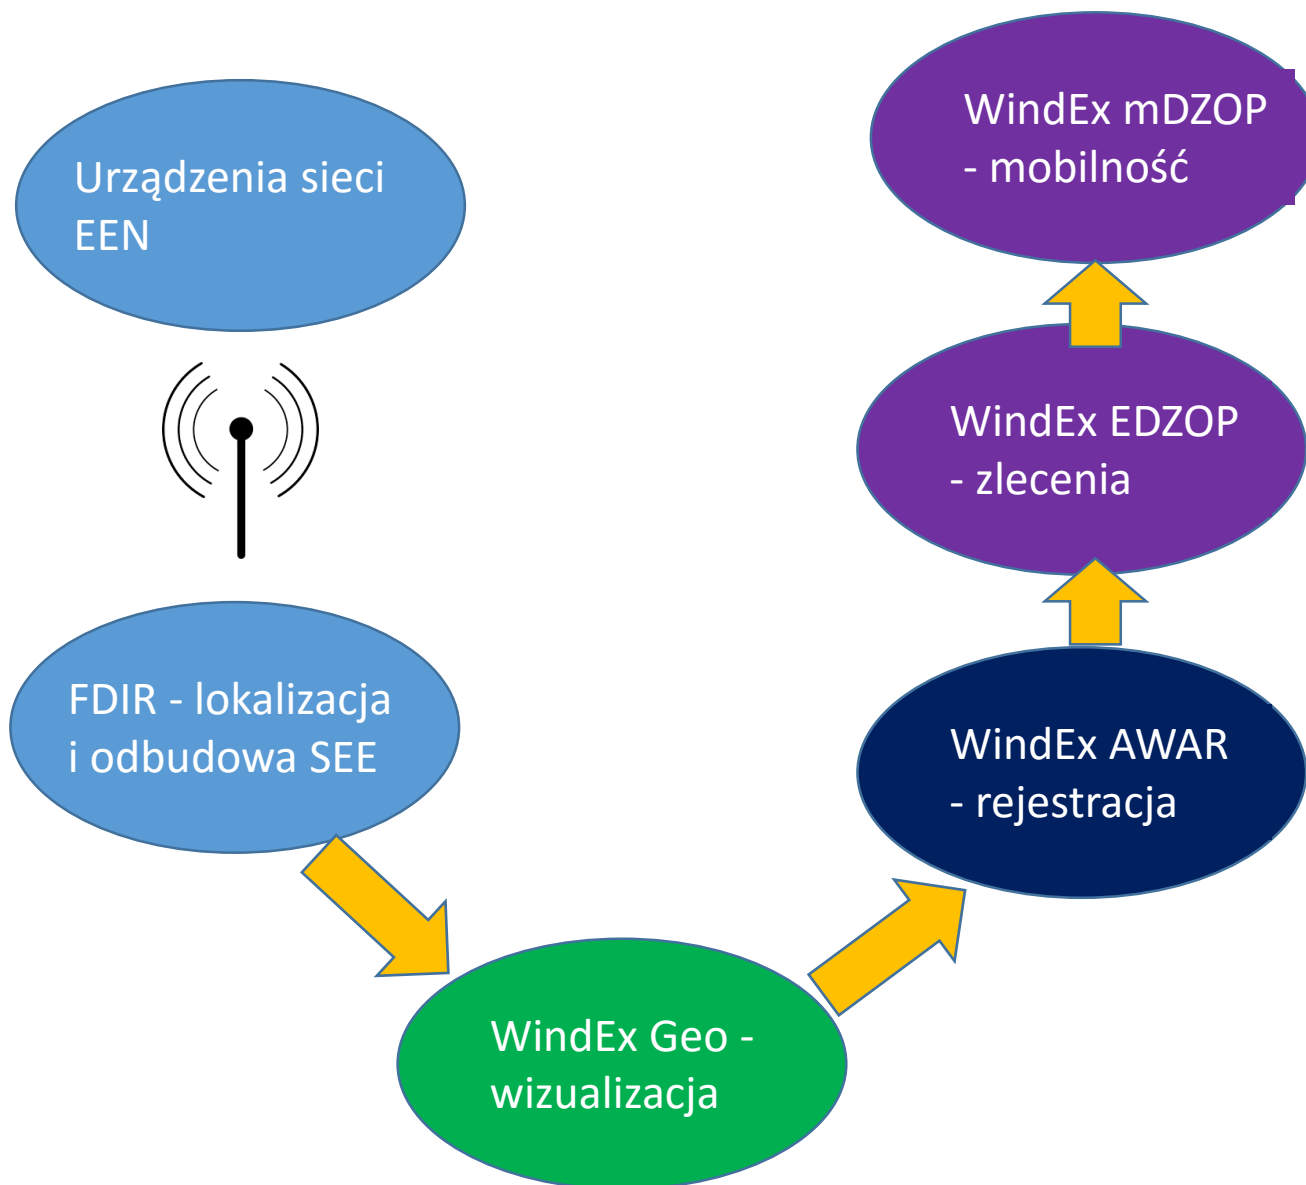 Urządzenia sieci
EEN
FDIR - lokalizacja
i odbudowa SEE
WindEx Geo -
wizualizacja
WindEx AWAR
- rejestracja
WindEx EDZOP
- zlecenia
WindEx mDZOP
- mobilność